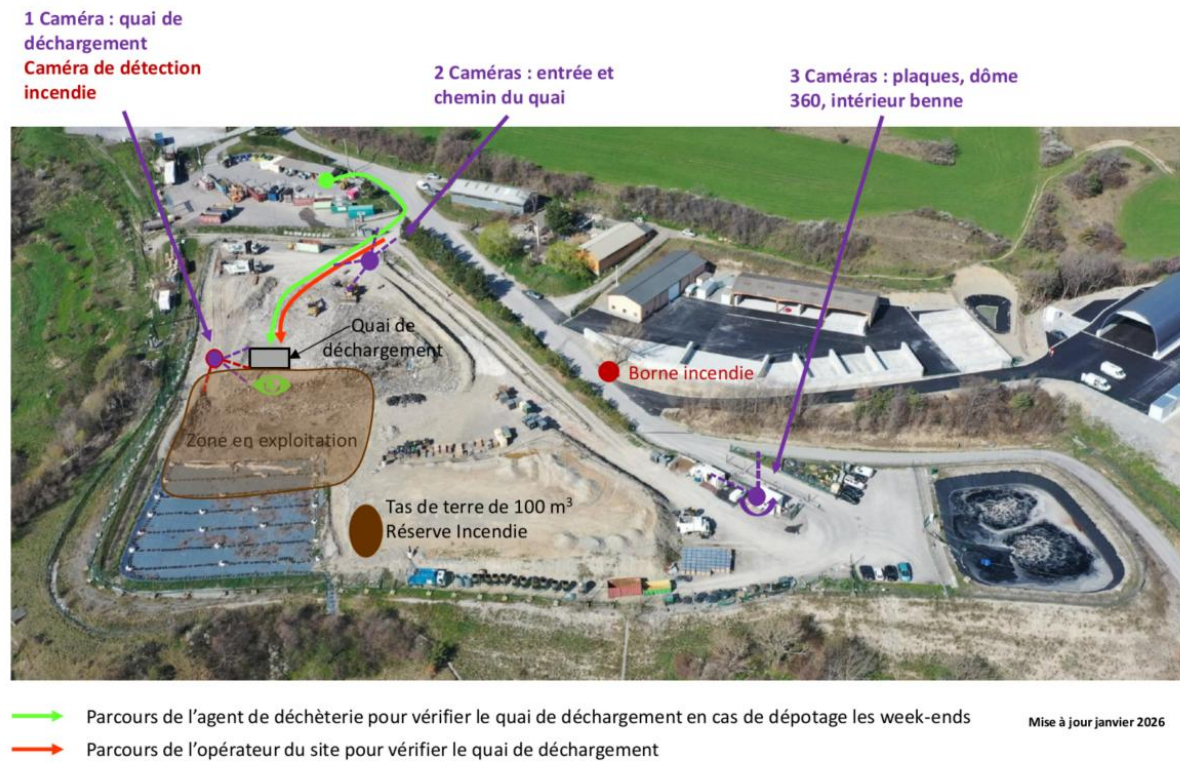 1 Caméra : quai de
déchargement
Caméra de détection
incendie
2 Caméras : entrée et
chemin du quai
3 Caméras : plaques, dôme
360, intérieur benne
Quai de
déchargement
Borne incendie
Zone en exploitation
Tas de terre de 100 m³
Réserve Incendie
Parcours de l’agent de déchèterie pour vérifier le quai de déchargement en cas de dépotage les week-ends
Mise à jour janvier 2026
Parcours de l’opérateur du site pour vérifier le quai de déchargement